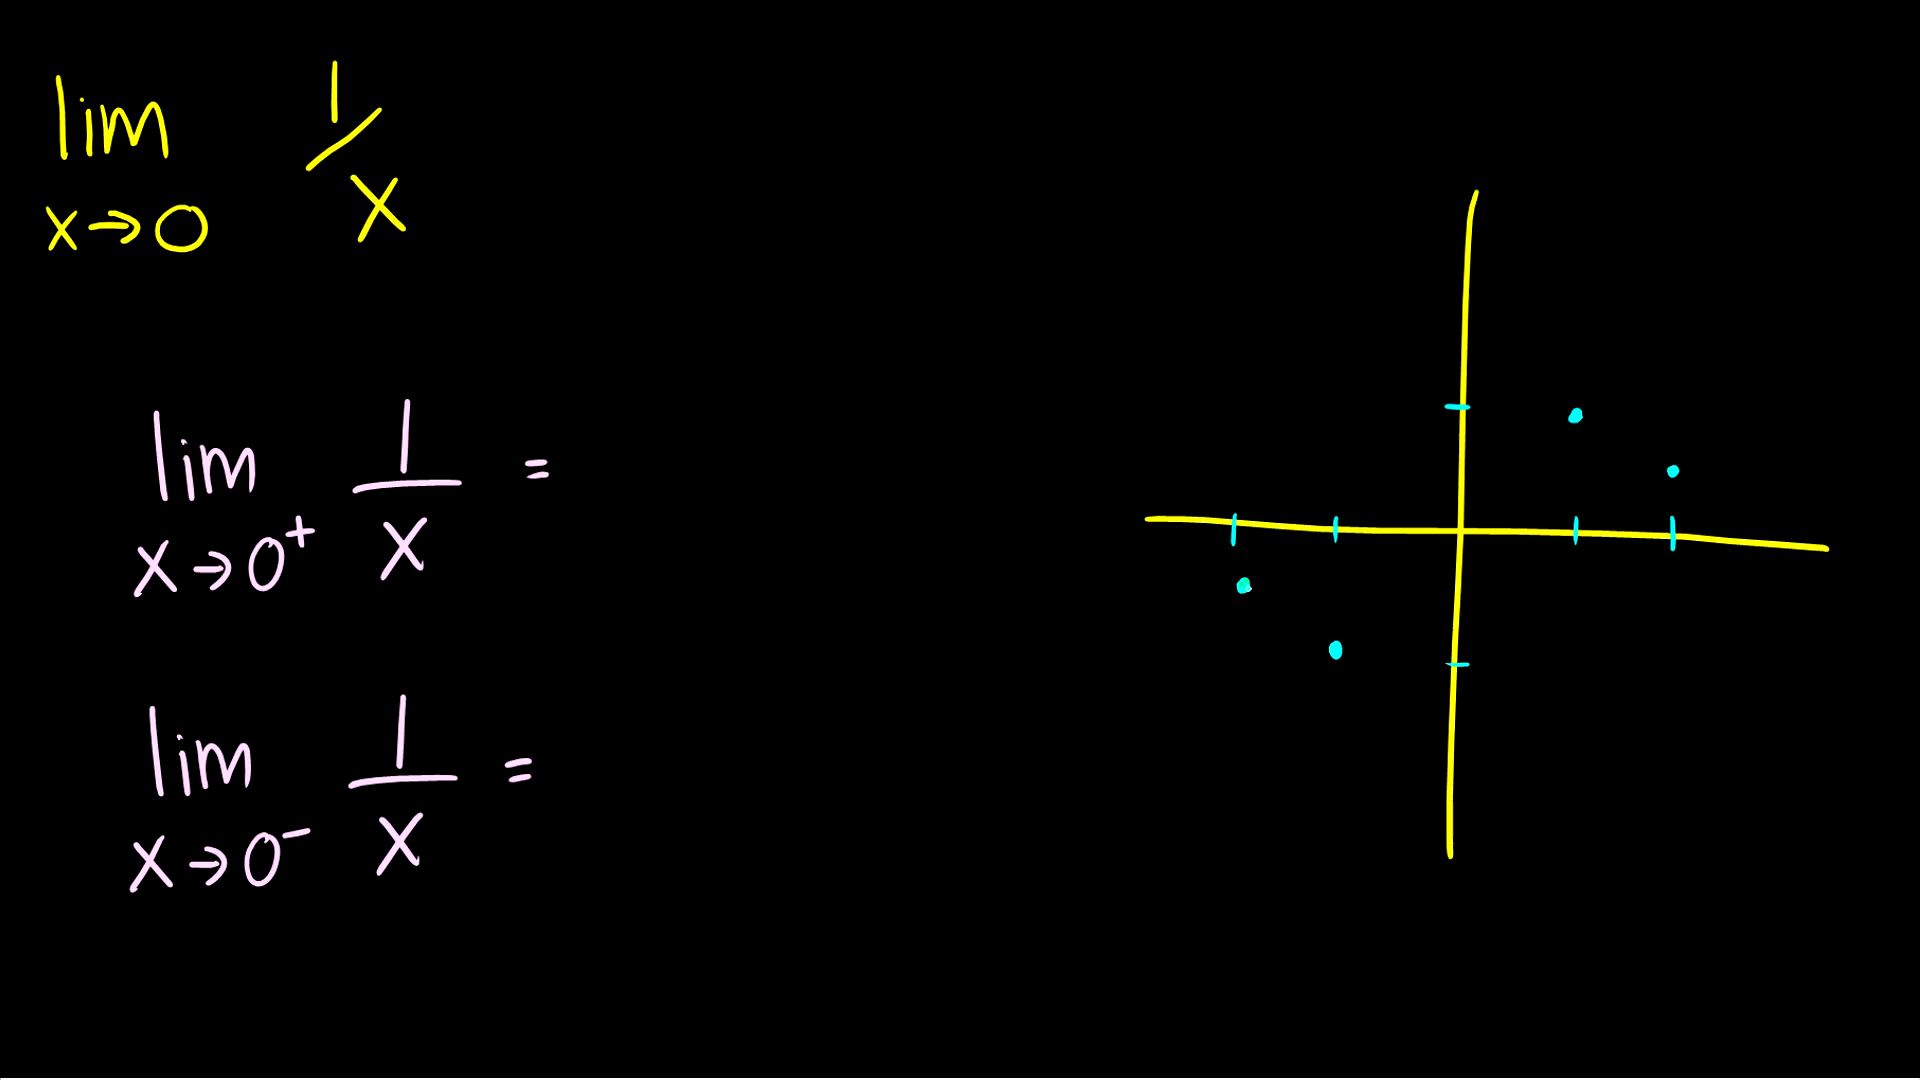 lim 1/x
x→0
lim 1/x =
x→0⁺
lim 1/x =
x→0⁻